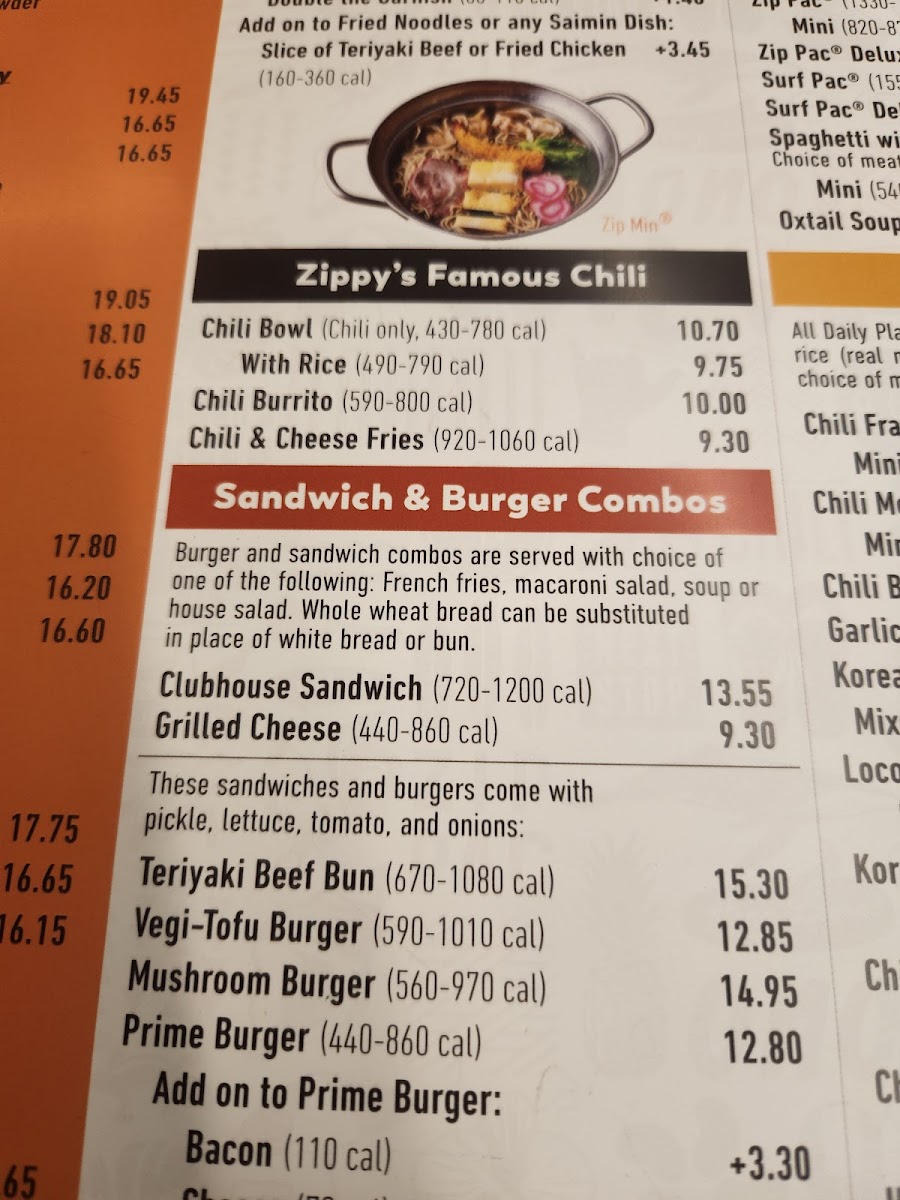 19.45
16.65
16.65
19.05
18.10
16.65
17.80
16.20
16.60
17.75
16.65
16.15
Add on to Fried Noodles or any Saimin Dish:
Slice of Teriyaki Beef or Fried Chicken +3.45
(160-360 cal)
Zip Min®
Zippy's Famous Chili
Chili Bowl (Chili only, 430-780 cal) 10.70
With Rice (490-790 cal) 9.75
Chili Burrito (590-800 cal) 10.00
Chili & Cheese Fries (920-1060 cal) 9.30
Sandwich & Burger Combos
Burger and sandwich combos are served with choice of
one of the following: French fries, macaroni salad, soup or
house salad. Whole wheat bread can be substituted
in place of white bread or bun.
Clubhouse Sandwich (720-1200 cal) 13.55
Grilled Cheese (440-860 cal) 9.30
These sandwiches and burgers come with
pickle, lettuce, tomato, and onions:
Teriyaki Beef Bun (670-1080 cal) 15.30
Vegi-Tofu Burger (590-1010 cal) 12.85
Mushroom Burger (560-970 cal) 14.95
Prime Burger (440-860 cal) 12.80
Add on to Prime Burger:
Bacon (110 cal) +3.30
Mini (820-8
Zip Pac® Delu
Surf Pac® (155
Surf Pac® De
Spaghetti wi
Choice of meat
Mini (54
Oxtail Soup
All Daily Pla
rice (real
choice of m
Chili Fra
Mini
Chili M
Min
Chili B
Garlic
Korea
Mix
Loco
Kor
Ch
Ch